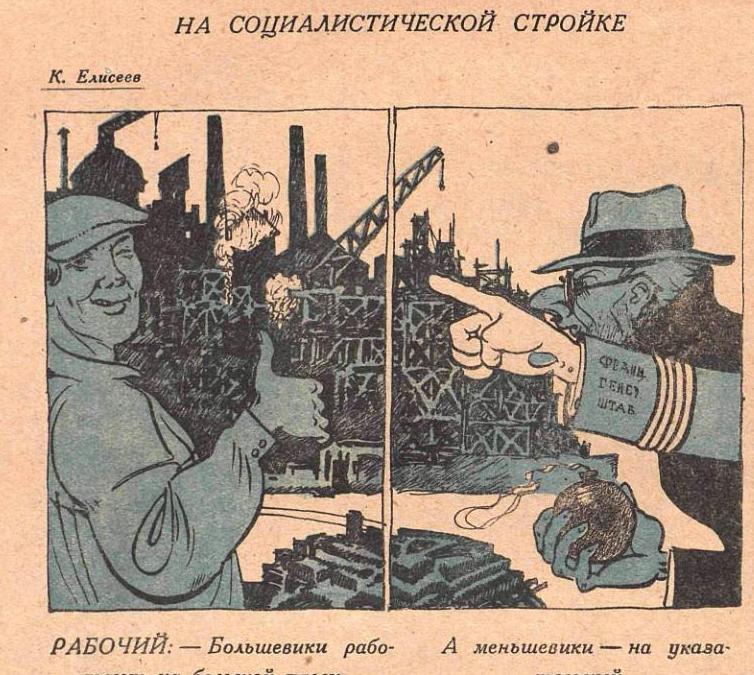 НА СОЦИАЛИСТИЧЕСКОЙ СТРОЙКЕ
К. Елисеев
ФРАНЦ.
ГЕНЕР.
ШТАБ
РАБОЧИЙ: — Большевики рабо-
А меньшевики — на указа-